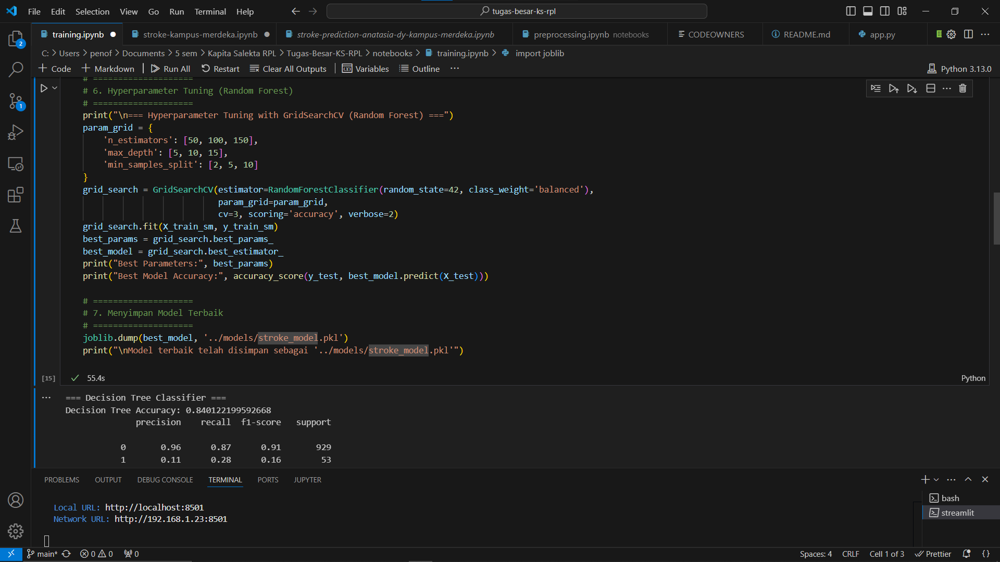 File Edit Selection View Go Run Terminal Help tugas-besar-ks-rpl
training.ipynb stroke-kampus-merdeka.ipynb stroke-prediction-anatasia-dy-kampus-merdeka.ipynb preprocessing.ipynb notebooks CODEOWNERS README.md app.py
C: > Users > penof > Documents > 5 sem > Kapita Salekta RPL > Tugas-Besar-KS-RPL > notebooks > training.ipynb > import joblib
+ Code + Markdown Run All Restart Clear All Outputs Variables Outline ... Python 3.13.0
# ====================
# 6. Hyperparameter Tuning (Random Forest)
# ====================
print("\n=== Hyperparameter Tuning with GridSearchCV (Random Forest) ===")
param_grid = {
    'n_estimators': [50, 100, 150],
    'max_depth': [5, 10, 15],
    'min_samples_split': [2, 5, 10]
}
grid_search = GridSearchCV(estimator=RandomForestClassifier(random_state=42, class_weight='balanced'),
                           param_grid=param_grid,
                           cv=3, scoring='accuracy', verbose=2)
grid_search.fit(X_train_sm, y_train_sm)
best_params = grid_search.best_params_
best_model = grid_search.best_estimator_
print("Best Parameters:", best_params)
print("Best Model Accuracy:", accuracy_score(y_test, best_model.predict(X_test)))
# ====================
# 7. Menyimpan Model Terbaik
# ====================
joblib.dump(best_model, '../models/stroke_model.pkl')
print("\nModel terbaik telah disimpan sebagai '../models/stroke_model.pkl'")
[15] 55.4s Python
... === Decision Tree Classifier ===
Decision Tree Accuracy: 0.840122199592668
precision recall f1-score support
0 0.96 0.87 0.91 929
1 0.11 0.28 0.16 53
PROBLEMS OUTPUT DEBUG CONSOLE TERMINAL PORTS JUPYTER
bash
Local URL: http://localhost:8501
streamlit
Network URL: http://192.168.1.23:8501
main* 0 0 0 Spaces: 4 CRLF Cell 1 of 3 Prettier {}
2
1